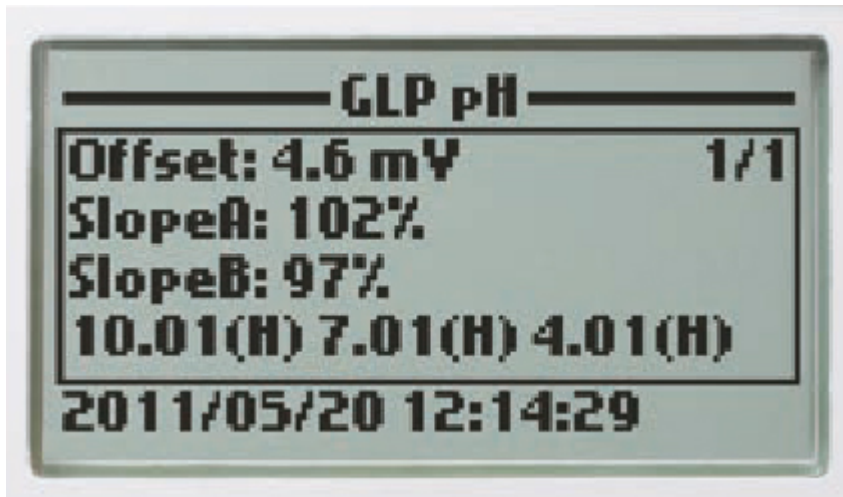 GLP pH
Offset: 4.6 mV 1/1
SlopeA: 102%
SlopeB: 97%
10.01(H) 7.01(H) 4.01(H)
2011/05/20 12:14:29